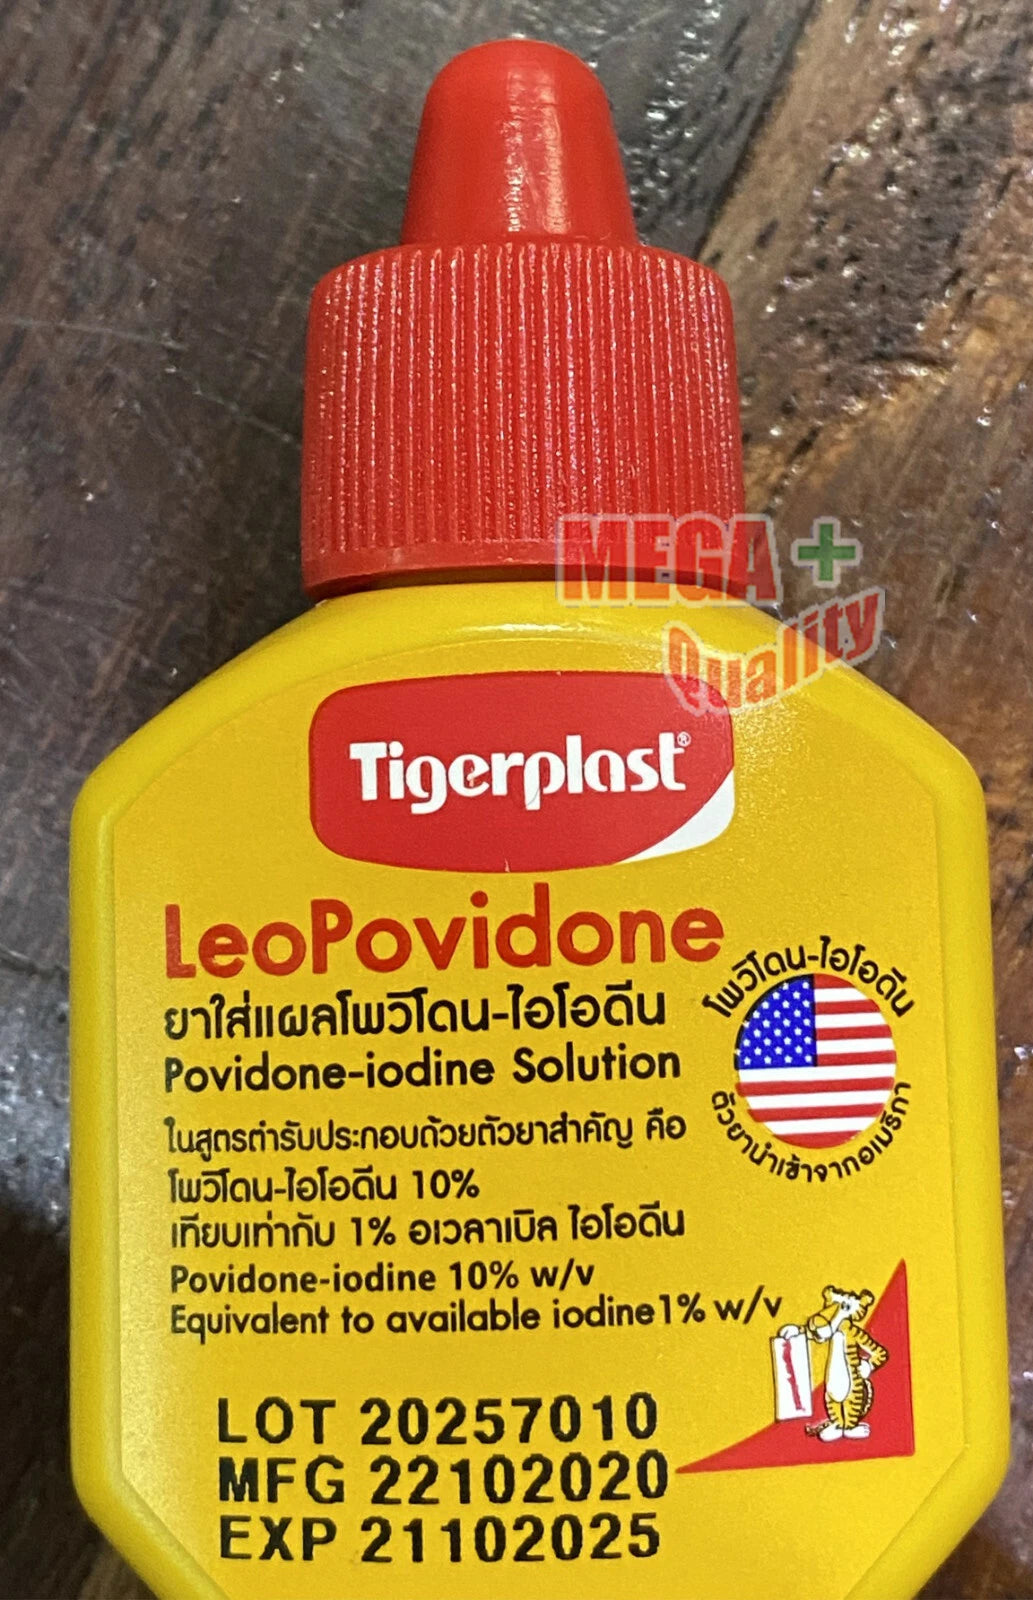 MEGA +
Quality
Tigerplast®
LeoPovidone
ยาใส่แผลโพวิโดน-ไอโอดีน
Povidone-iodine Solution
โพวิโดน-ไอโอดีน
ตัวยานำเข้าจากอเมริกา
ในสูตรตำรับประกอบด้วยตัวยาสำคัญ คือ
โพวิโดน-ไอโอดีน 10%
เทียบเท่ากับ 1% อเวลาเบิล ไอโอดีน
Povidone-iodine 10% w/v
Equivalent to available iodine1% w/v
LOT 20257010
MFG 22102020
EXP 21102025